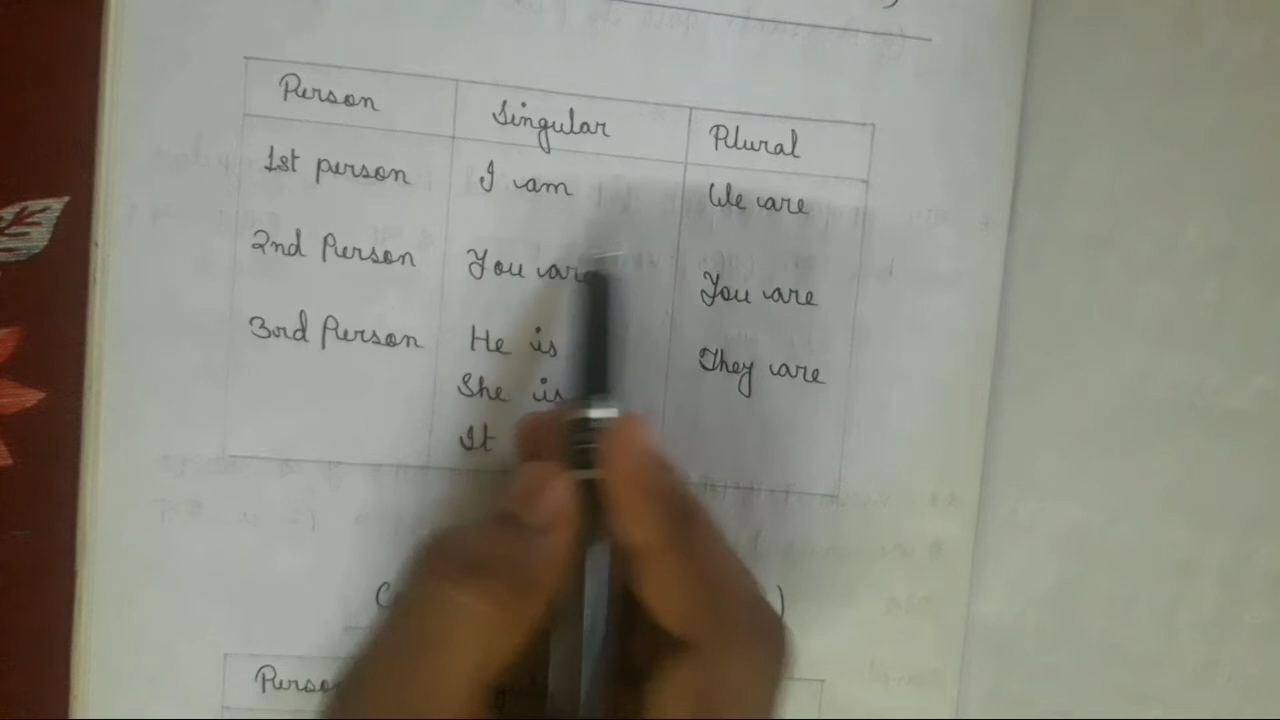 Person Singular Plural
1st person I am We are
2nd Person You are You are
3rd Person He is They are
She is
It